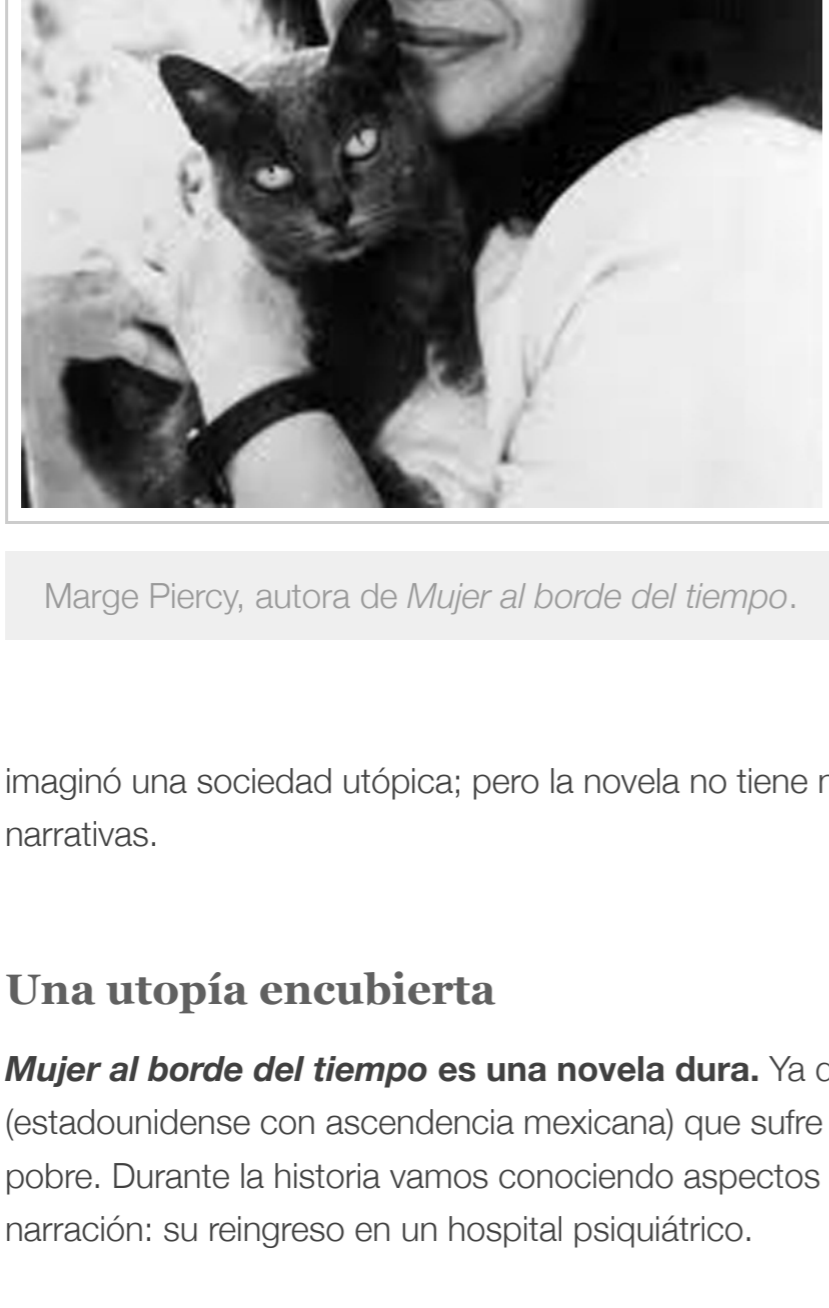 Marge Piercy, autora de Mujer al borde del tiempo.
imaginó una sociedad utópica; pero la novela no tiene
narrativas.
Una utopía encubierta
Mujer al borde del tiempo es una novela dura. Ya
(estadounidense con ascendencia mexicana) que sufre
pobre. Durante la historia vamos conociendo aspectos
narración: su reingreso en un hospital psiquiátrico.